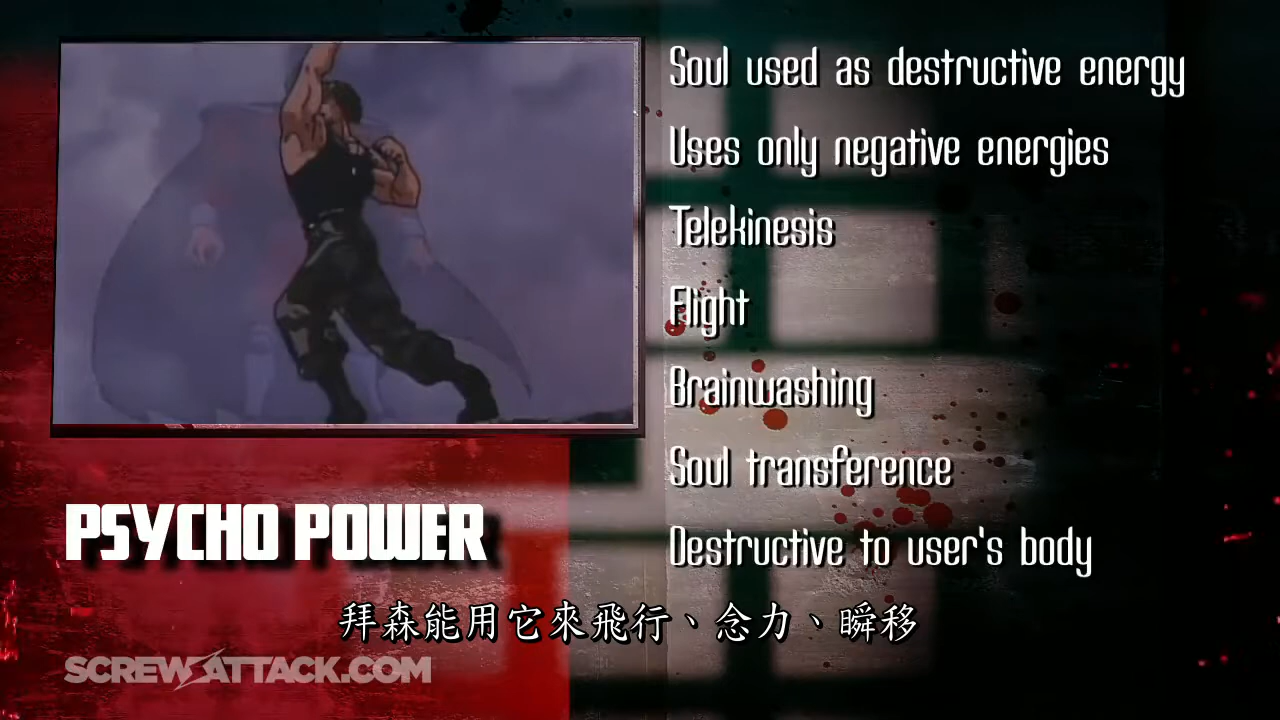 Soul used as destructive energy
Uses only negative energies
Telekinesis
Flight
Brainwashing
Soul transference
Destructive to user's body
PSYCHO POWER
拜森能用它來飛行、念力、瞬移
SCREWATTACK.COM